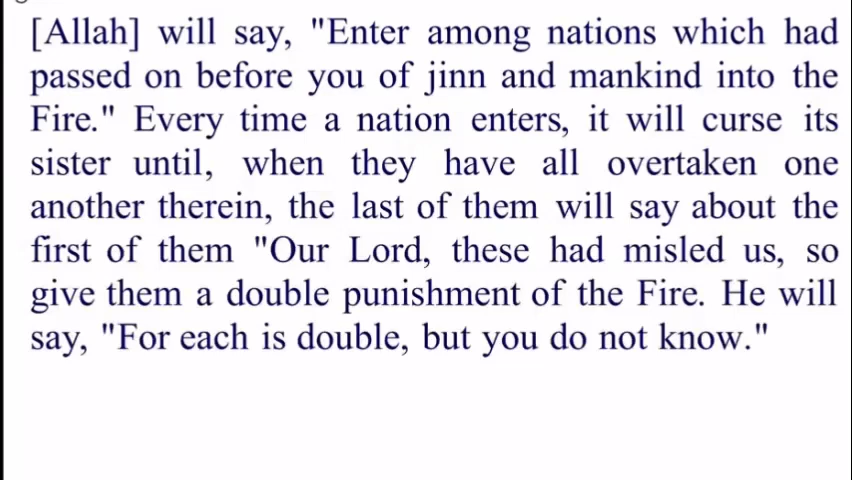 [Allah] will say, "Enter among nations which had
passed on before you of jinn and mankind into the
Fire." Every time a nation enters, it will curse its
sister until, when they have all overtaken one
another therein, the last of them will say about the
first of them "Our Lord, these had misled us, so
give them a double punishment of the Fire. He will
say, "For each is double, but you do not know."